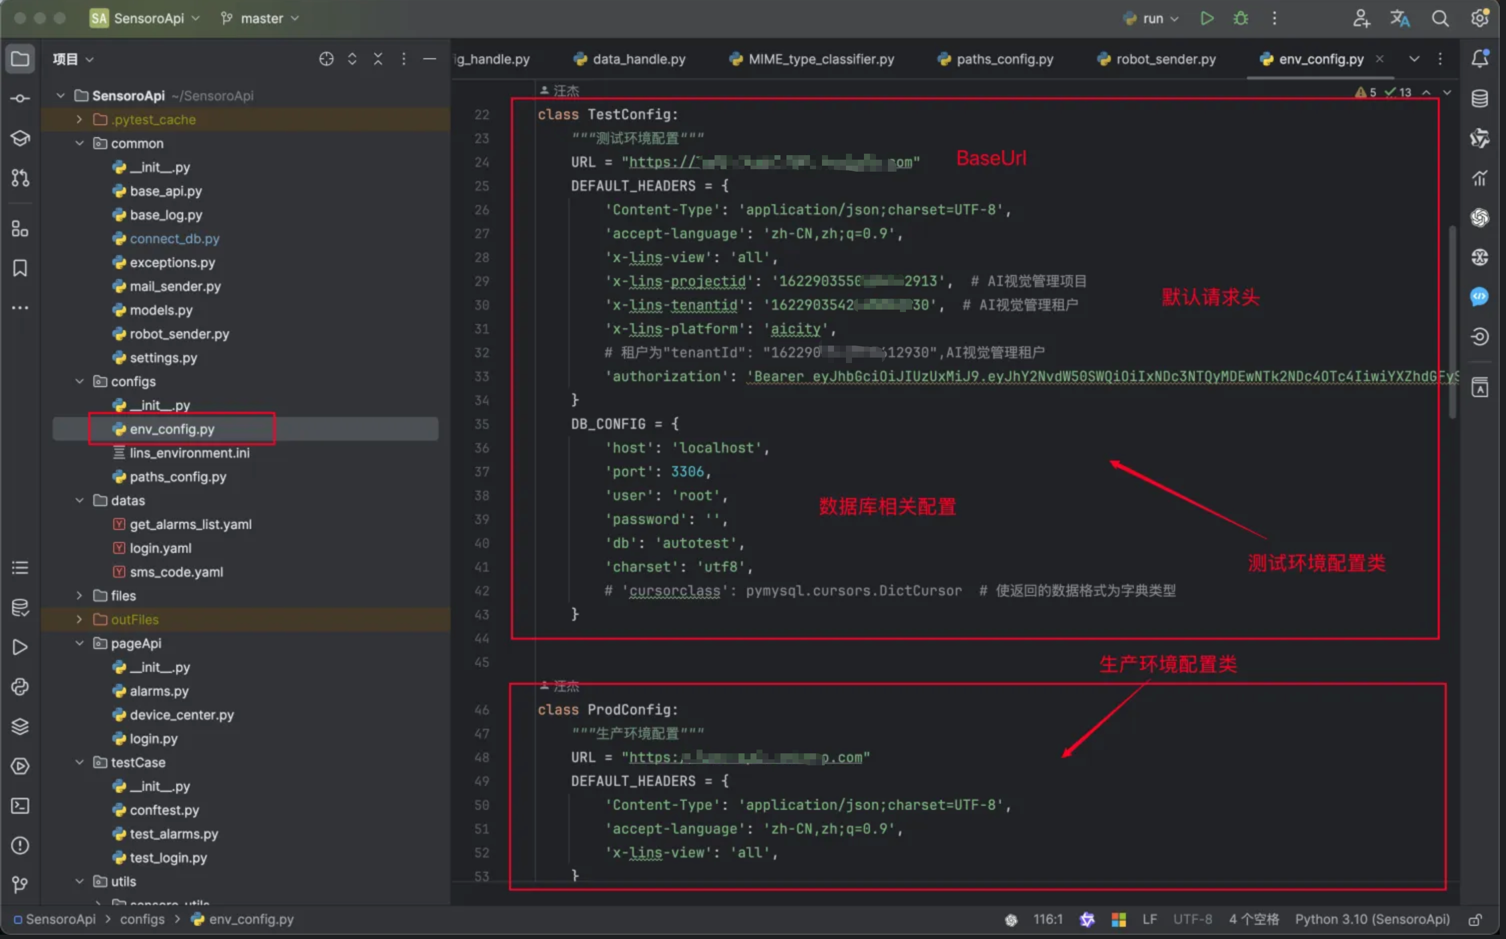 SA SensoroApi master run
项目
SensoroApi ~/SensoroApi
.pytest_cache
common
__init__.py
base_api.py
base_log.py
connect_db.py
exceptions.py
mail_sender.py
models.py
robot_sender.py
settings.py
configs
__init__.py
env_config.py
lins_environment.ini
paths_config.py
datas
get_alarms_list.yaml
login.yaml
sms_code.yaml
files
outFiles
pageApi
__init__.py
alarms.py
device_center.py
login.py
testCase
__init__.py
conftest.py
test_alarms.py
test_login.py
utils
ig_handle.py data_handle.py MIME_type_classifier.py paths_config.py robot_sender.py env_config.py
汪杰
5 13
22 class TestConfig:
23 """测试环境配置"""
24 URL = "https:// om"
BaseUrl
25 DEFAULT_HEADERS = {
26 'Content-Type': 'application/json;charset=UTF-8',
27 'accept-language': 'zh-CN,zh;q=0.9',
28 'x-lins-view': 'all',
29 'x-lins-projectid': '1622903550 2913', # AI视觉管理项目
默认请求头
30 'x-lins-tenantid': '1622903542 30', # AI视觉管理租户
31 'x-lins-platform': 'aicity',
32 # 租户为"tenantId": "162290 612930",AI视觉管理租户
33 'authorization': 'Bearer eyJhbGciOiJIUzUxMiJ9.eyJhY2NvdW50SWQiOiIxNDc3NTQyMDEwNTk2NDc4OTc4IiwiYXZhdGFyS
34 }
35 DB_CONFIG = {
36 'host': 'localhost',
37 'port': 3306,
38 'user': 'root',
数据库相关配置
39 'password': '',
40 'db': 'autotest',
41 'charset': 'utf8',
测试环境配置类
42 # 'cursorclass': pymysql.cursors.DictCursor # 使返回的数据格式为字典类型
43 }
44
45
生产环境配置类
汪杰
46 class ProdConfig:
47 """生产环境配置"""
48 URL = "https: p.com"
49 DEFAULT_HEADERS = {
50 'Content-Type': 'application/json;charset=UTF-8',
51 'accept-language': 'zh-CN,zh;q=0.9',
52 'x-lins-view': 'all',
53 }
SensoroApi configs env_config.py 116:1 LF UTF-8 4 个空格 Python 3.10 (SensoroApi)